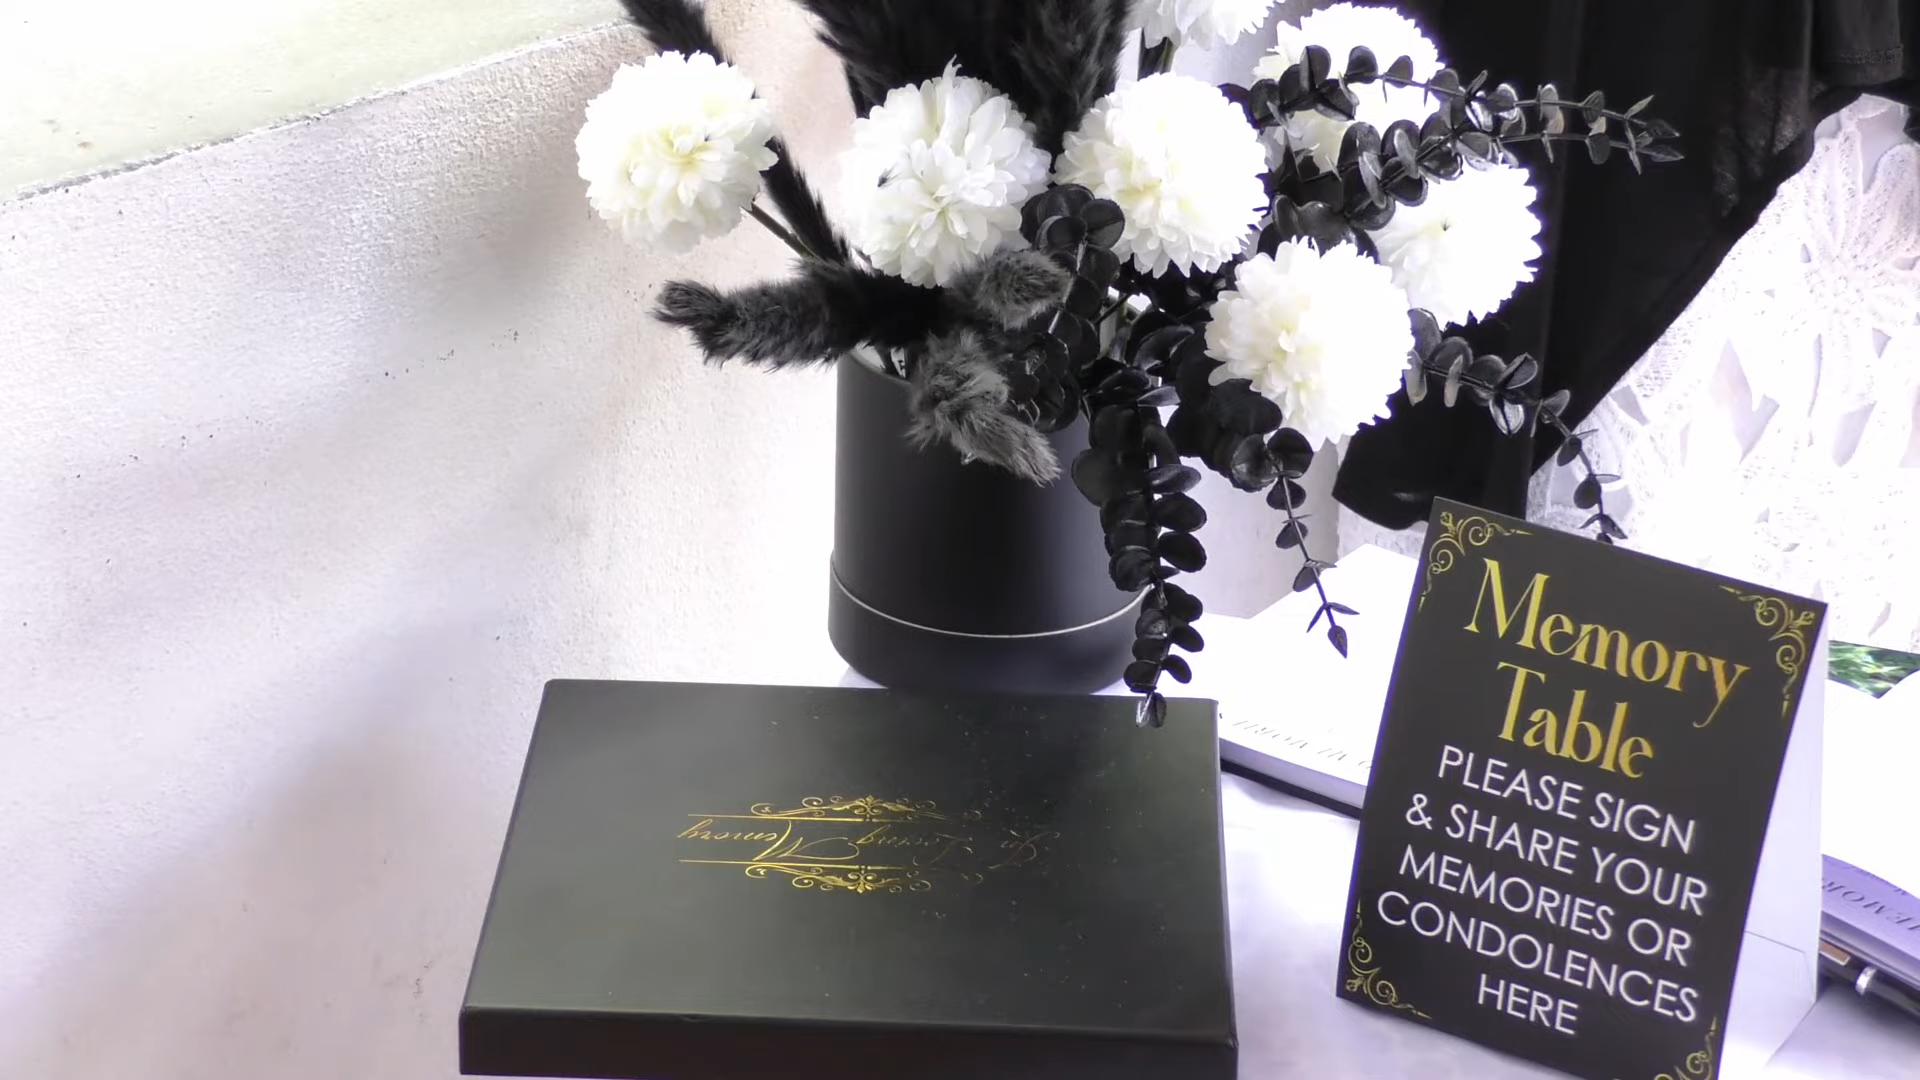 In Loving Memory
Memory
Table
PLEASE SIGN
& SHARE YOUR
MEMORIES OR
CONDOLENCES
HERE